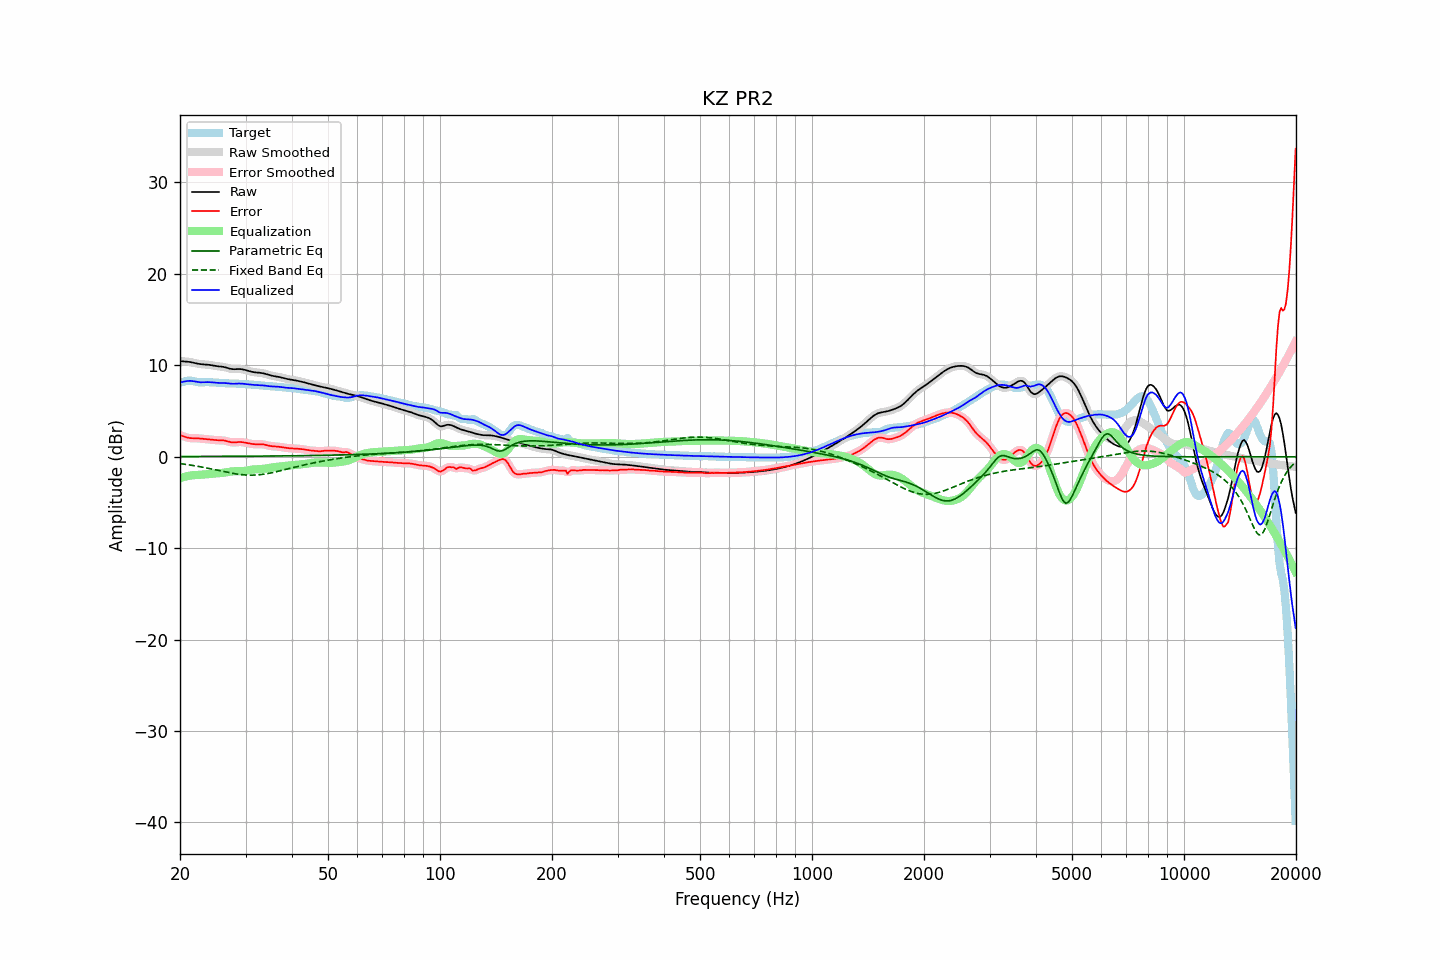 KZ PR2
Target
Raw Smoothed
Error Smoothed
Raw
Error
Equalization
Parametric Eq
Fixed Band Eq
Equalized
30
20
10
0
−10
−20
−30
−40
Amplitude (dBr)
20 50 100 200 500 1000 2000 5000 10000 20000
Frequency (Hz)